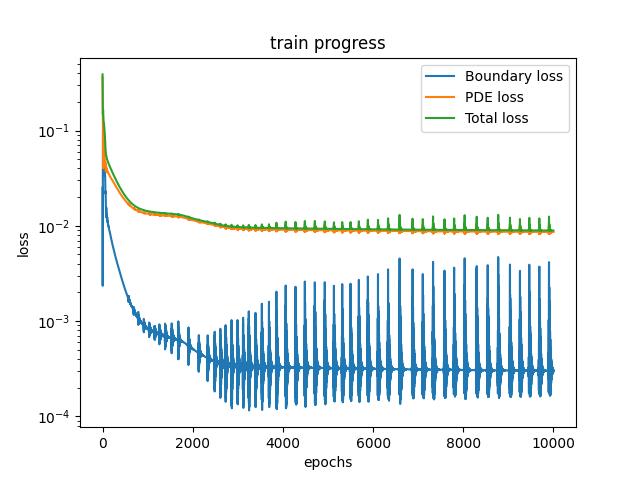 train progress
Boundary loss
PDE loss
Total loss
10⁻¹
10⁻²
10⁻³
10⁻⁴
loss
0 2000 4000 6000 8000 10000
epochs